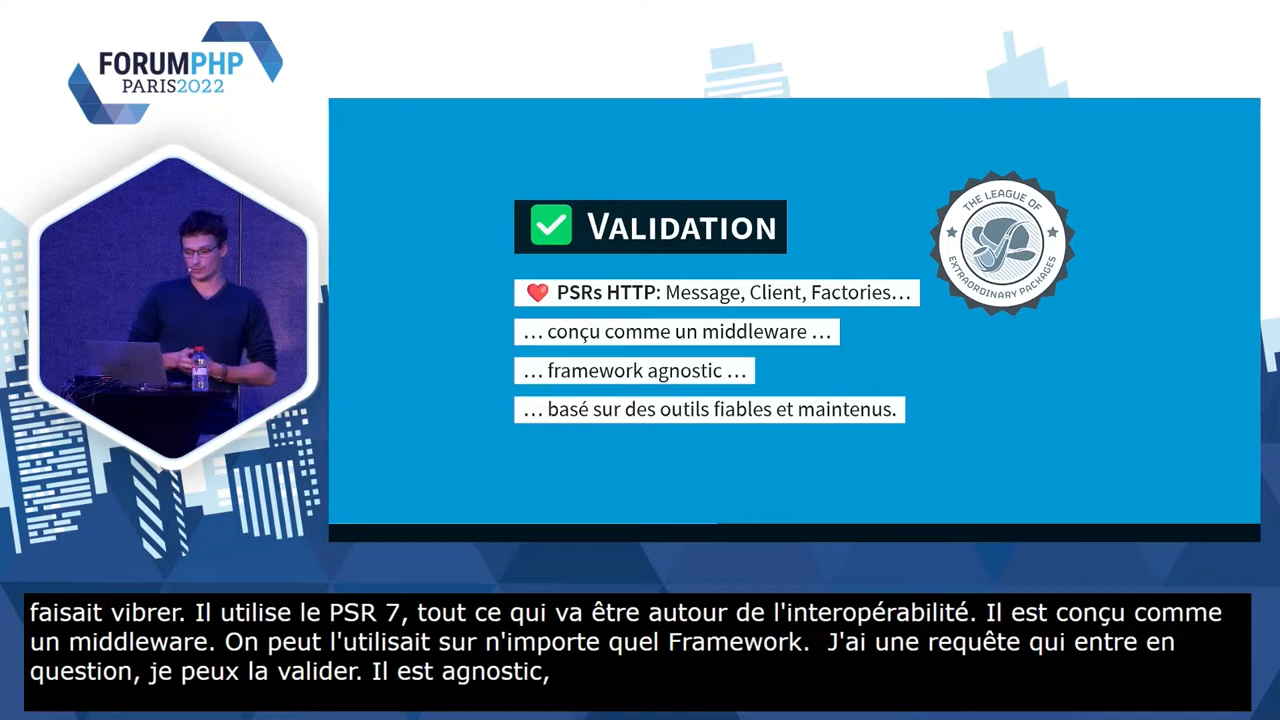 FORUMPHP
PARIS2022
✅ VALIDATION
❤️ PSRs HTTP: Message, Client, Factories…
… conçu comme un middleware …
… framework agnostic …
… basé sur des outils fiables et maintenus.
THE LEAGUE OF
EXTRAORDINARY PACKAGES
faisait vibrer. Il utilise le PSR 7, tout ce qui va être autour de l'interopérabilité. Il est conçu comme
un middleware. On peut l'utilisait sur n'importe quel Framework.  J'ai une requête qui entre en
question, je peux la valider. Il est agnostic,